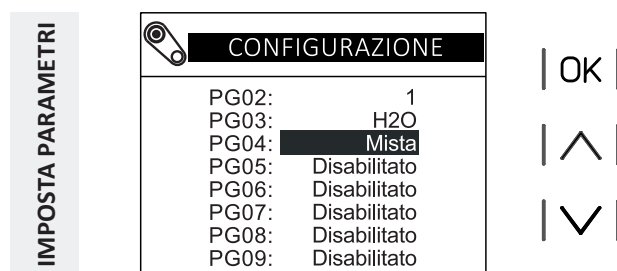 IMPOSTA PARAMETRI
CONFIGURAZIONE
PG02: 1
PG03: H2O
PG04: Mista
PG05: Disabilitato
PG06: Disabilitato
PG07: Disabilitato
PG08: Disabilitato
PG09: Disabilitato
OK